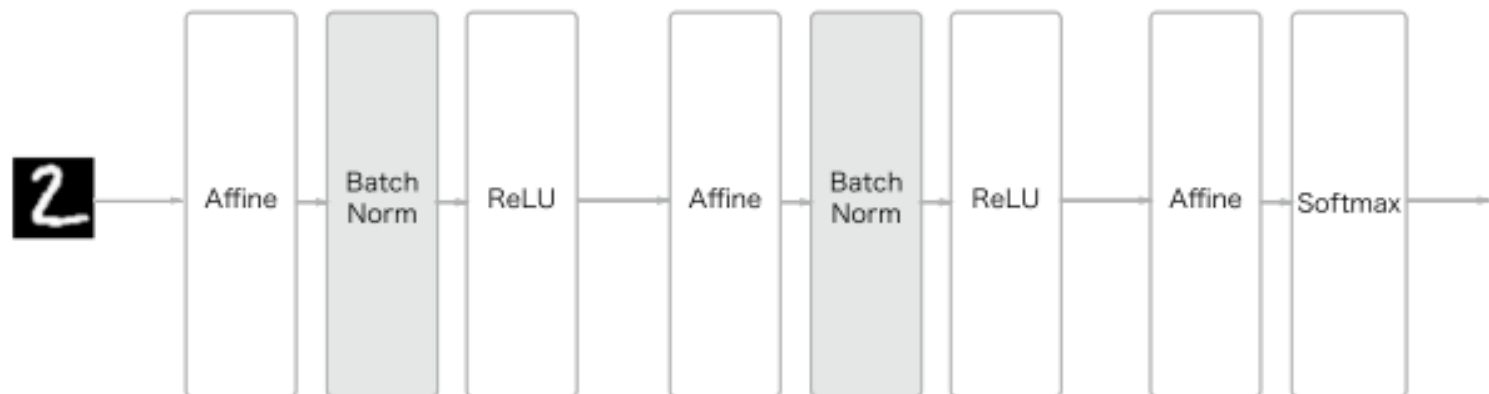 2
Affine
Batch
Norm
ReLU
Affine
Batch
Norm
ReLU
Affine
Softmax